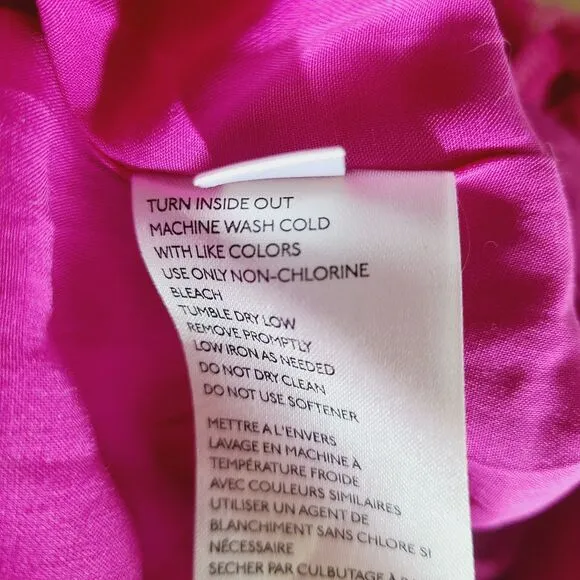 TURN INSIDE OUT
MACHINE WASH COLD
WITH LIKE COLORS
USE ONLY NON-CHLORINE
BLEACH
TUMBLE DRY LOW
REMOVE PROMPTLY
LOW IRON AS NEEDED
DO NOT DRY CLEAN
DO NOT USE SOFTENER
METTRE A L'ENVERS
LAVAGE EN MACHINE À
TEMPÉRATURE FROIDE
AVEC COULEURS SIMILAIRES
UTILISER UN AGENT DE
BLANCHIMENT SANS CHLORE SI
NÉCESSAIRE
SECHER PAR CULBUTAGE À